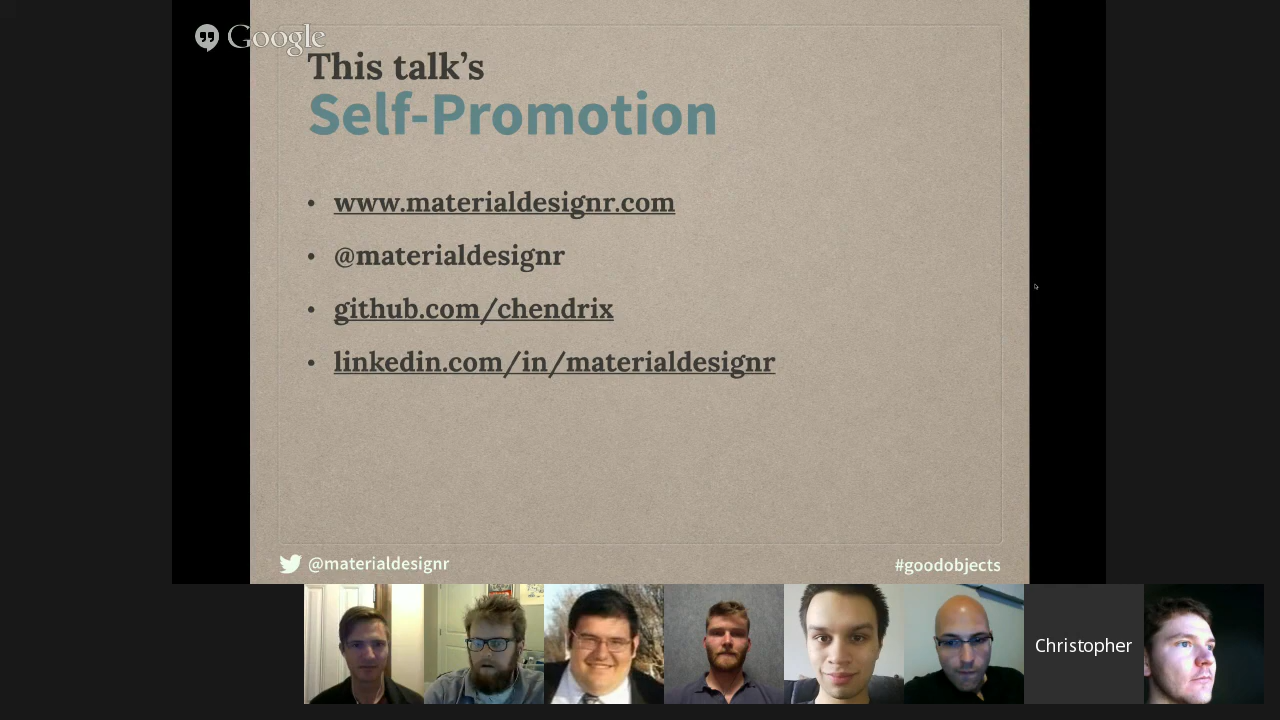 Google
This talk’s
Self-Promotion
• www.materialdesignr.com
• @materialdesignr
• github.com/chendrix
• linkedin.com/in/materialdesignr
@materialdesignr
#goodobjects
Christopher